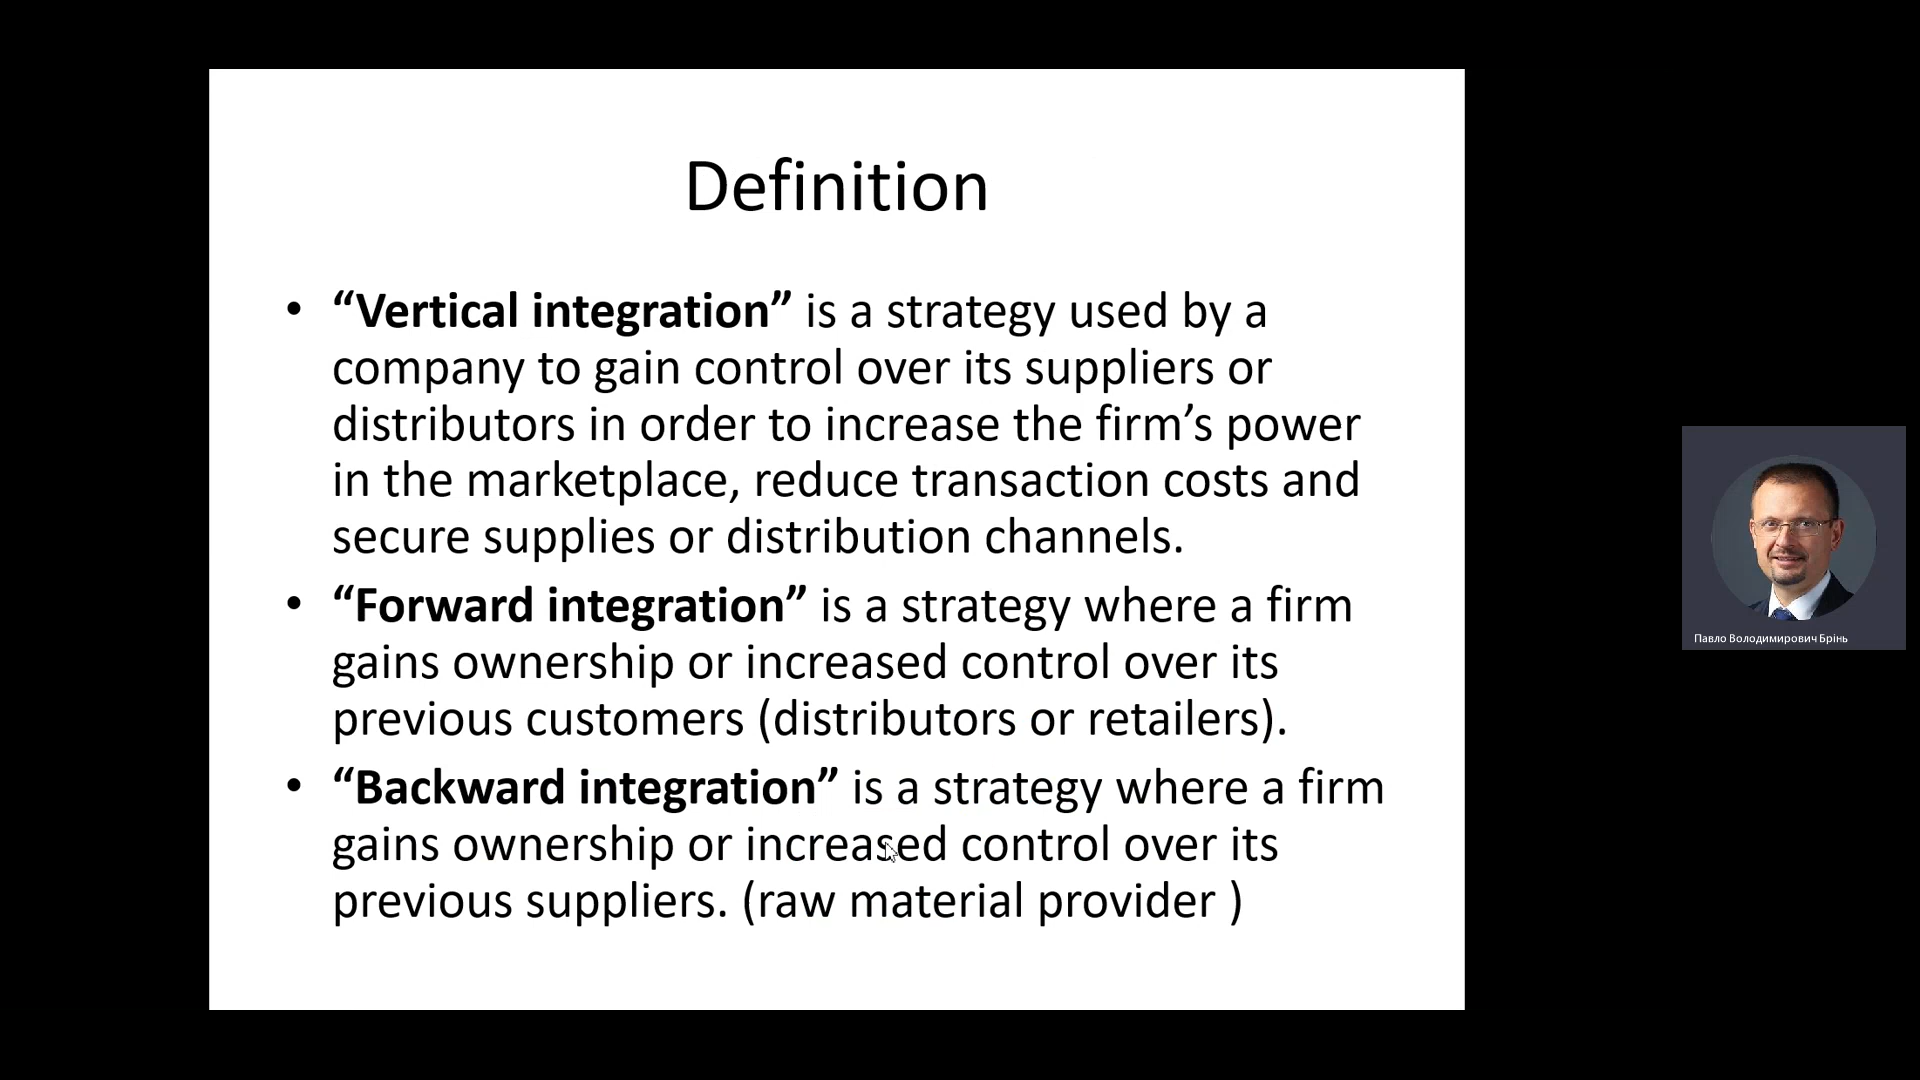 Definition
• “Vertical integration” is a strategy used by a
company to gain control over its suppliers or
distributors in order to increase the firm’s power
in the marketplace, reduce transaction costs and
secure supplies or distribution channels.
• “Forward integration” is a strategy where a firm
gains ownership or increased control over its
previous customers (distributors or retailers).
• “Backward integration” is a strategy where a firm
gains ownership or increased control over its
previous suppliers. (raw material provider )
Павло Володимирович Брінь